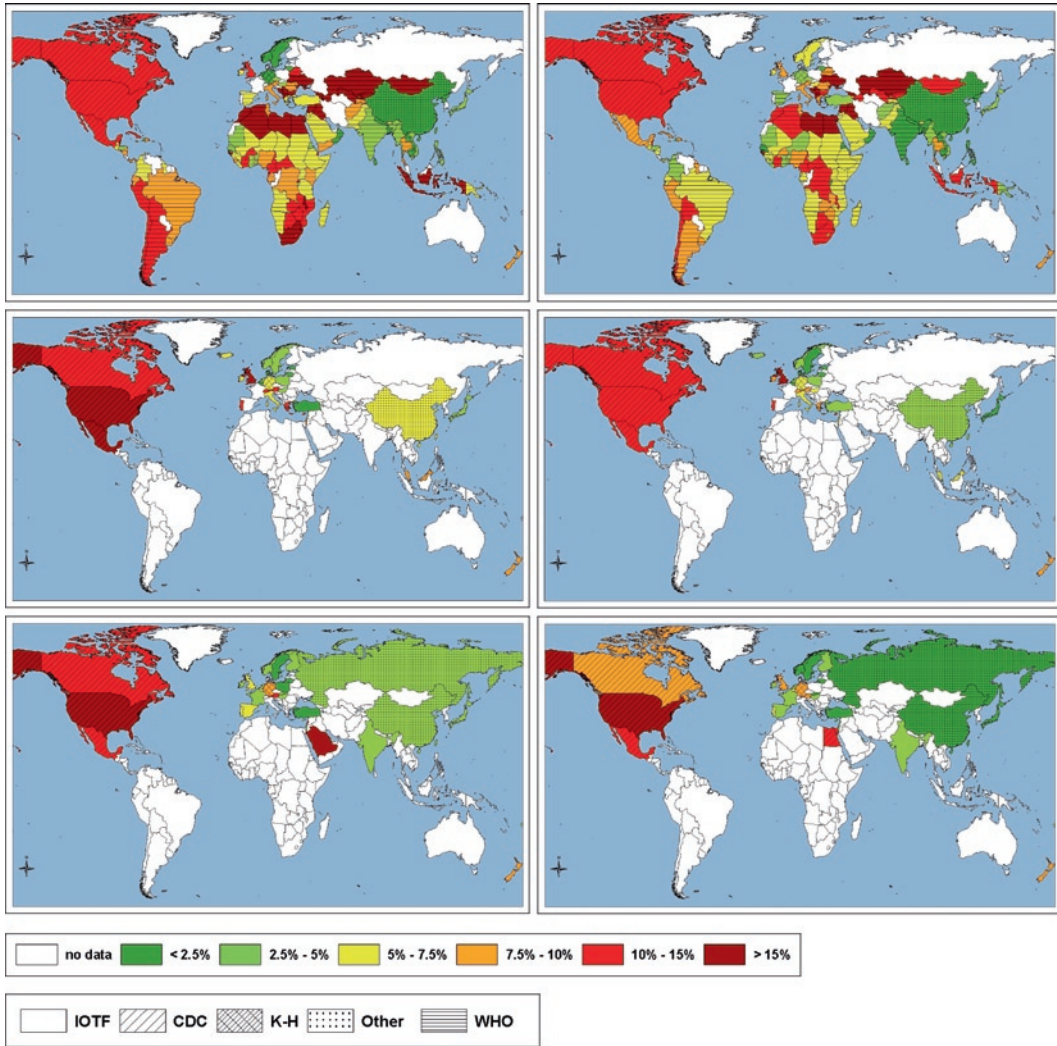 no data < 2.5% 2.5% - 5% 5% - 7.5% 7.5% - 10% 10% - 15% > 15%
IOTF CDC K-H Other WHO